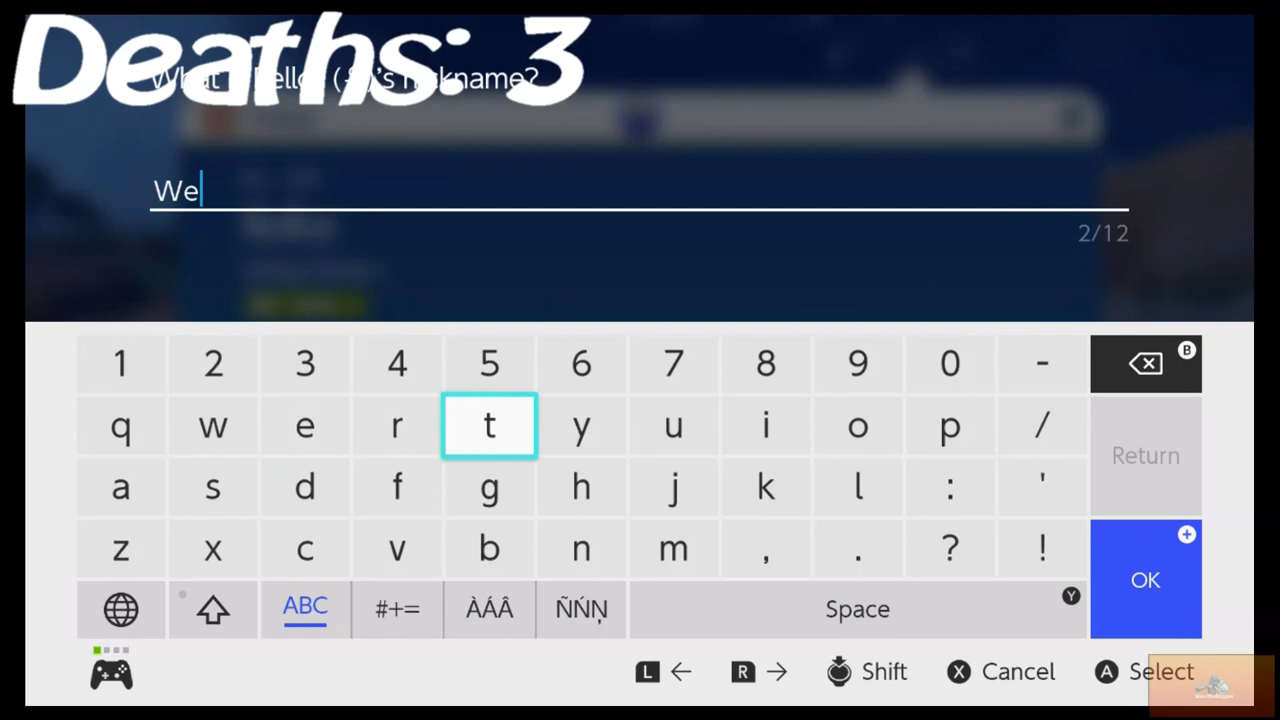 Deaths: 3
nickname?
We
2/12
1 2 3 4 5 6 7 8 9 0 -
B
q w e r t y u i o p /
Return
a s d f g h j k l : '
z x c v b n m , . ? !
+
OK
ABC #+= ÀÁÂ ÑŃŅ Space Y
L ← R → Shift X Cancel A Select